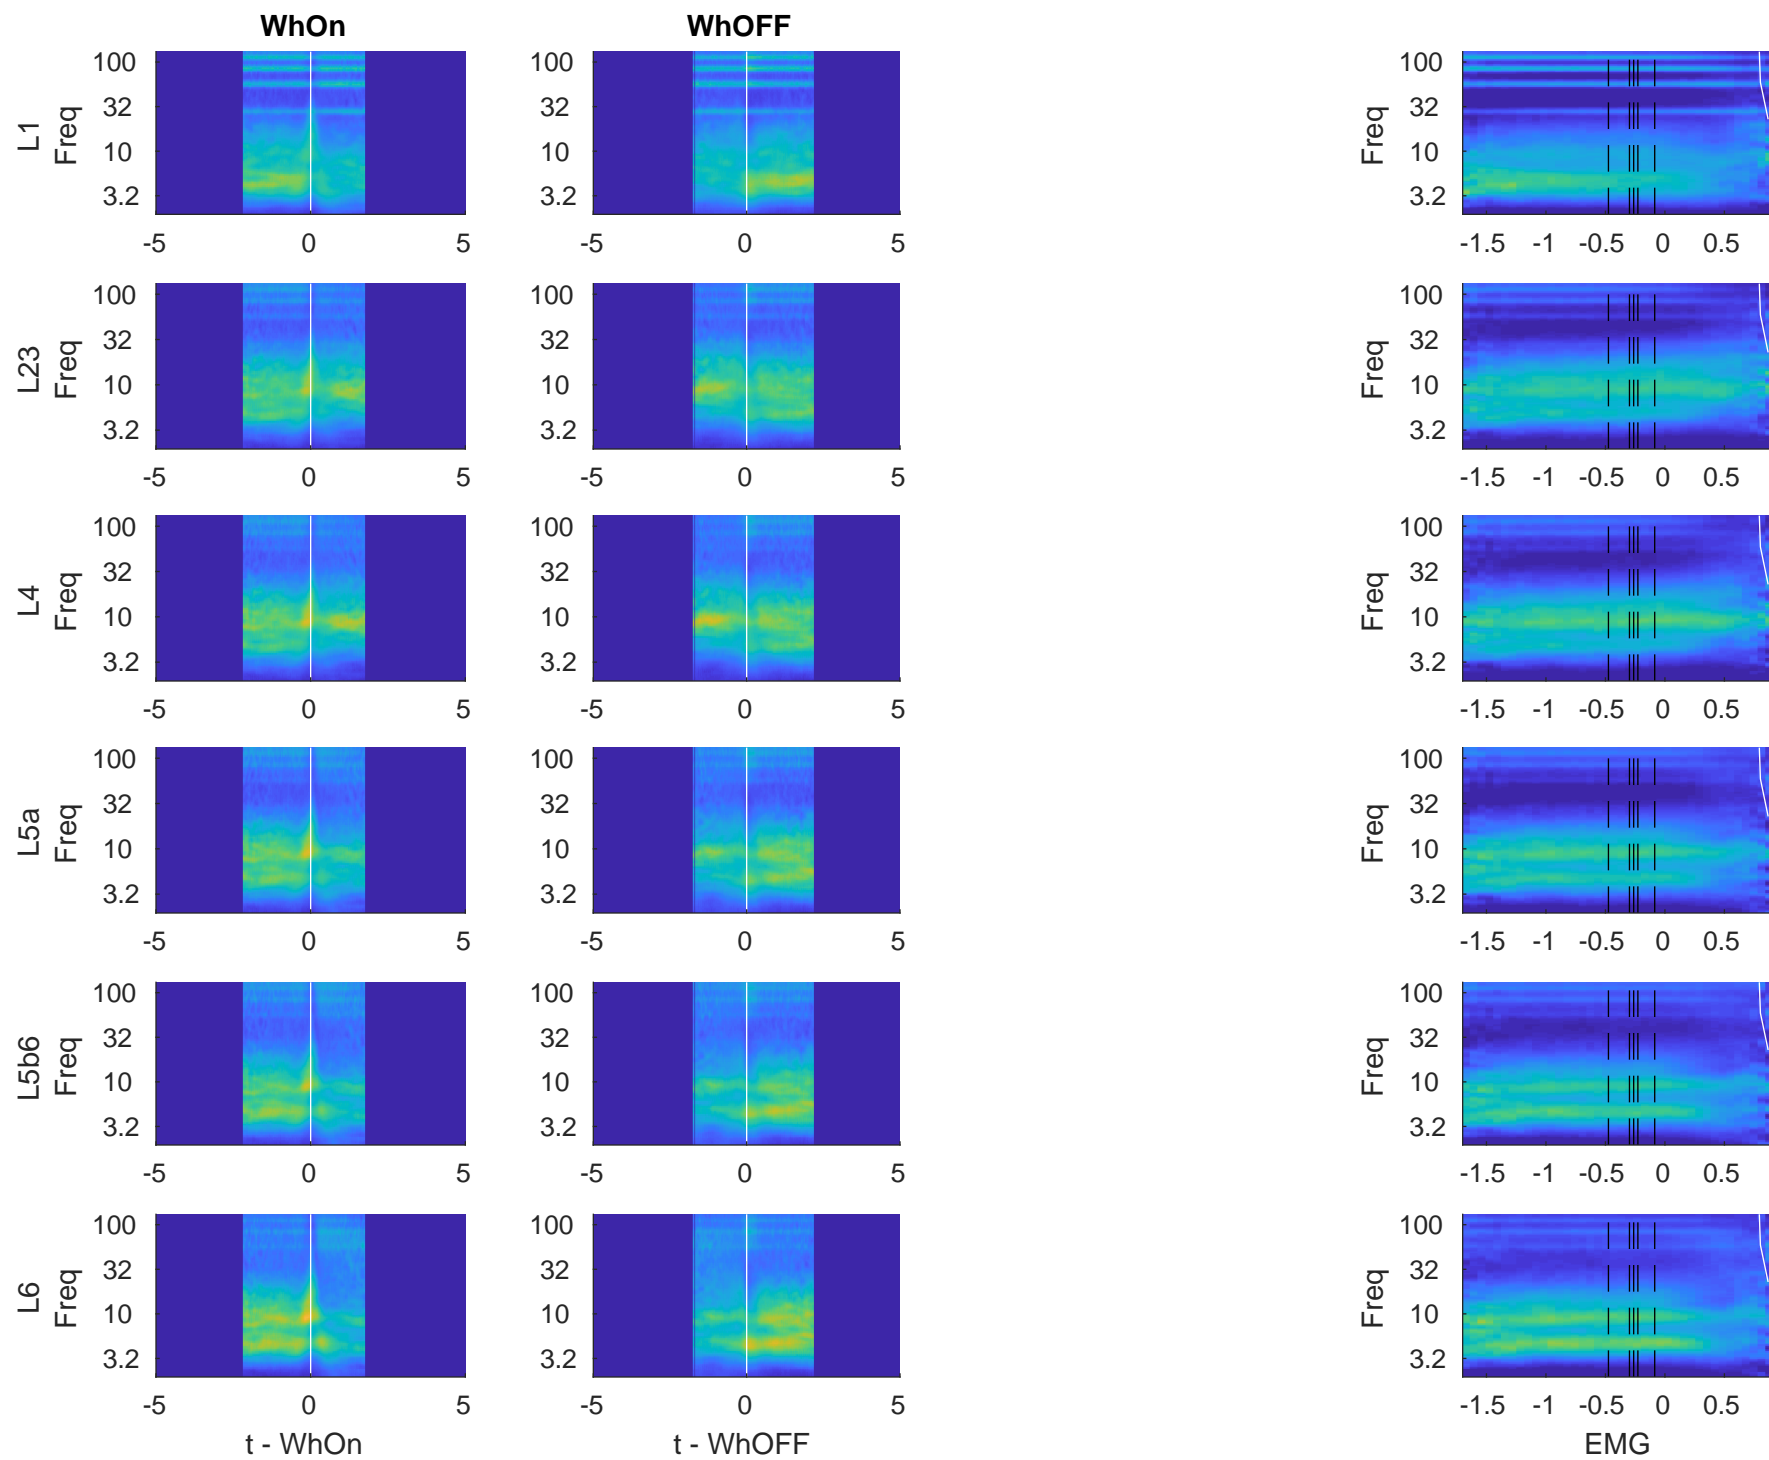 WhOn WhOFF
L1 Freq 100 32 10 3.2 -5 0 5
100 32 10 3.2 -5 0 5
Freq 100 32 10 3.2 -1.5 -1 -0.5 0 0.5
L23 Freq 100 32 10 3.2 -5 0 5
100 32 10 3.2 -5 0 5
Freq 100 32 10 3.2 -1.5 -1 -0.5 0 0.5
L4 Freq 100 32 10 3.2 -5 0 5
100 32 10 3.2 -5 0 5
Freq 100 32 10 3.2 -1.5 -1 -0.5 0 0.5
L5a Freq 100 32 10 3.2 -5 0 5
100 32 10 3.2 -5 0 5
Freq 100 32 10 3.2 -1.5 -1 -0.5 0 0.5
L5b6 Freq 100 32 10 3.2 -5 0 5
100 32 10 3.2 -5 0 5
Freq 100 32 10 3.2 -1.5 -1 -0.5 0 0.5
L6 Freq 100 32 10 3.2 -5 0 5
100 32 10 3.2 -5 0 5
Freq 100 32 10 3.2 -1.5 -1 -0.5 0 0.5
t - WhOn t - WhOFF EMG